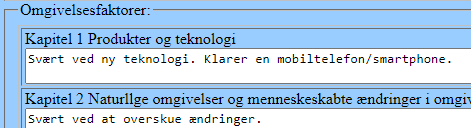 Omgivelsesfaktorer:
Kapitel 1 Produkter og teknologi
Svært ved ny teknologi. Klarer en mobiltelefon/smartphone.
Kapitel 2 Naturllge omgivelser og menneskeskabte ændringer i omgiv
Svært ved at overskue ændringer.